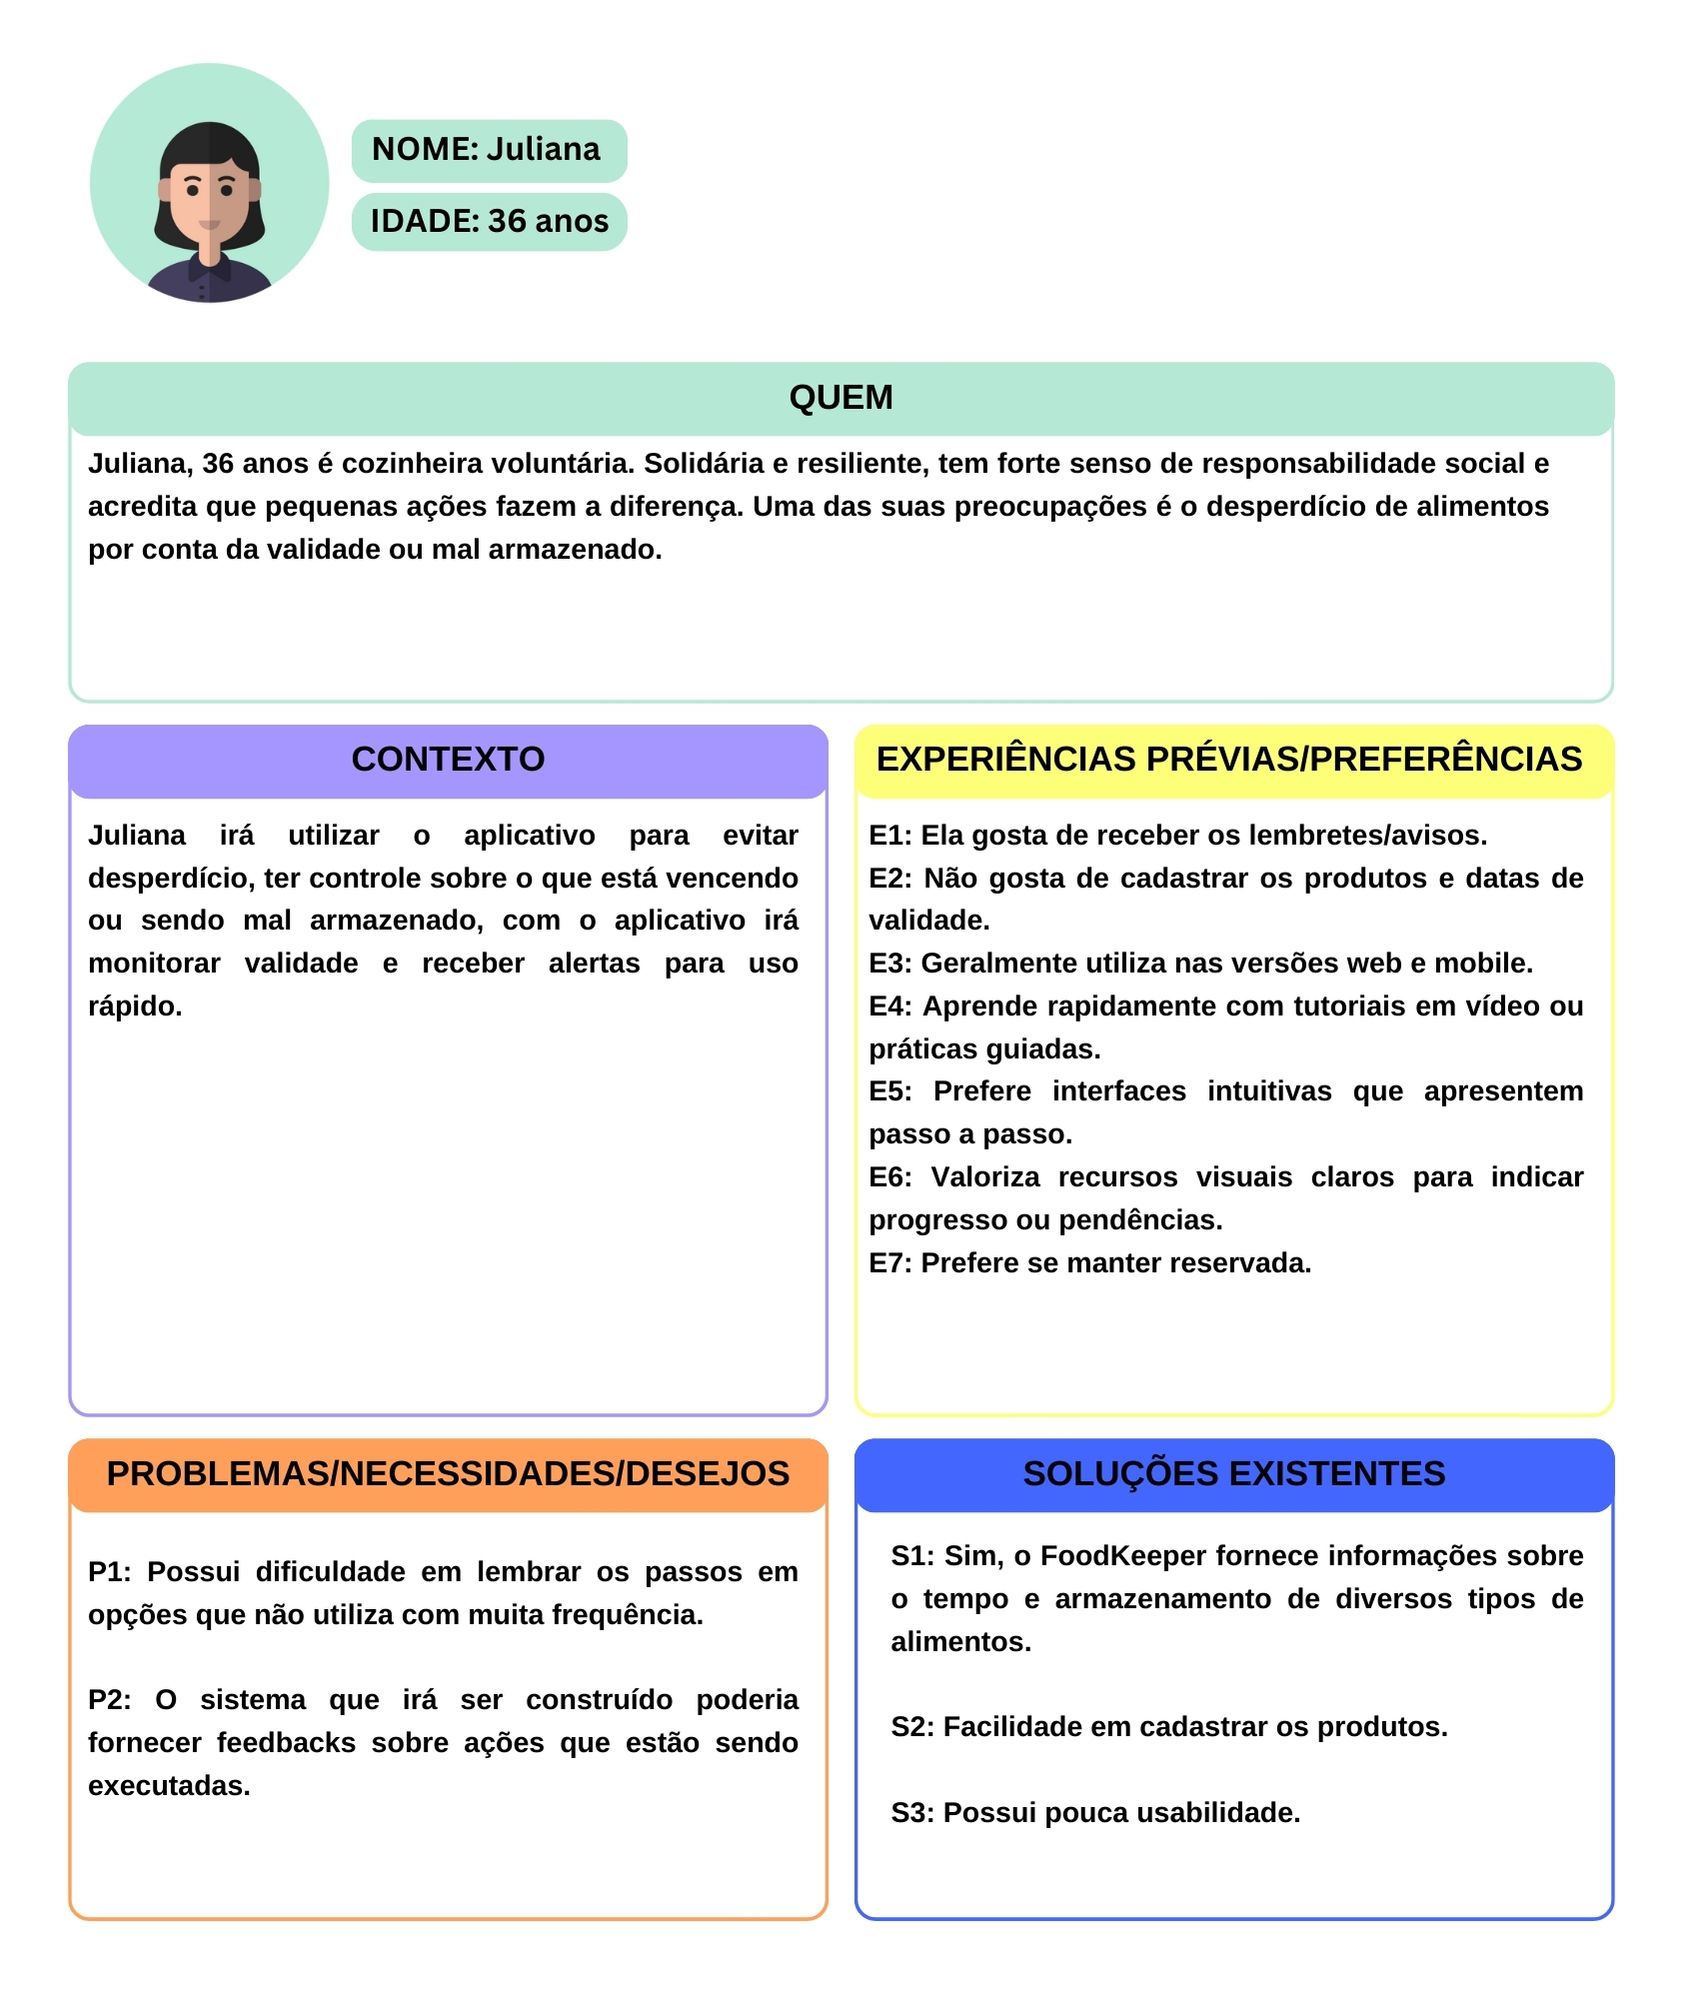 NOME: Juliana
IDADE: 36 anos
QUEM
Juliana, 36 anos é cozinheira voluntária. Solidária e resiliente, tem forte senso de responsabilidade social e
acredita que pequenas ações fazem a diferença. Uma das suas preocupações é o desperdício de alimentos
por conta da validade ou mal armazenado.
CONTEXTO
Juliana irá utilizar o aplicativo para evitar
desperdício, ter controle sobre o que está vencendo
ou sendo mal armazenado, com o aplicativo irá
monitorar validade e receber alertas para uso
rápido.
EXPERIÊNCIAS PRÉVIAS/PREFERÊNCIAS
E1: Ela gosta de receber os lembretes/avisos.
E2: Não gosta de cadastrar os produtos e datas de
validade.
E3: Geralmente utiliza nas versões web e mobile.
E4: Aprende rapidamente com tutoriais em vídeo ou
práticas guiadas.
E5: Prefere interfaces intuitivas que apresentem
passo a passo.
E6: Valoriza recursos visuais claros para indicar
progresso ou pendências.
E7: Prefere se manter reservada.
PROBLEMAS/NECESSIDADES/DESEJOS
P1: Possui dificuldade em lembrar os passos em
opções que não utiliza com muita frequência.
P2: O sistema que irá ser construído poderia
fornecer feedbacks sobre ações que estão sendo
executadas.
SOLUÇÕES EXISTENTES
S1: Sim, o FoodKeeper fornece informações sobre
o tempo e armazenamento de diversos tipos de
alimentos.
S2: Facilidade em cadastrar os produtos.
S3: Possui pouca usabilidade.